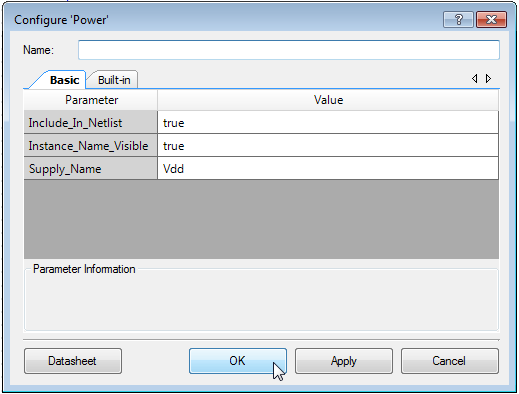 Configure 'Power'
Name:
Basic Built-in
Parameter Value
Include_In_Netlist true
Instance_Name_Visible true
Supply_Name Vdd
Parameter Information
Datasheet OK Apply Cancel